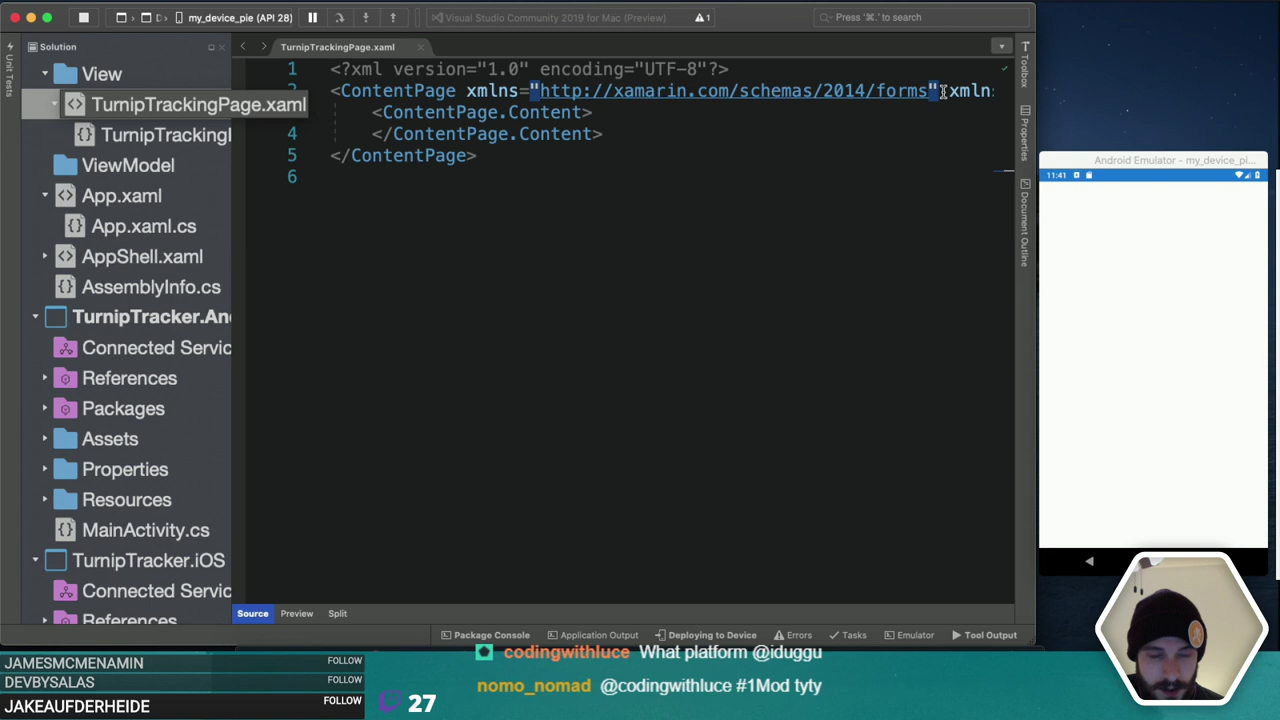 my_device_pie (API 28)
Visual Studio Community 2019 for Mac (Preview)
1
Press '⌘.' to search
Solution
TurnipTrackingPage.xaml
Unit Tests
View
TurnipTrackingPage.xaml
TurnipTrackingl
ViewModel
App.xaml
App.xaml.cs
AppShell.xaml
AssemblyInfo.cs
TurnipTracker.An
Connected Servic
References
Packages
Assets
Properties
Resources
MainActivity.cs
TurnipTracker.iOS
Connected Servic
References
1 <?xml version="1.0" encoding="UTF-8"?>
<ContentPage xmlns="http://xamarin.com/schemas/2014/forms" xmlns
<ContentPage.Content>
4 </ContentPage.Content>
5 </ContentPage>
6
Toolbox
Properties
Document Outline
Source Preview Split
Package Console Application Output Deploying to Device Errors Tasks Emulator Tool Output
Android Emulator - my_device_pi...
11:41
JAMESMCMENAMIN FOLLOW
DEVBYSALAS FOLLOW
JAKEAUFDERHEIDE FOLLOW
27
codingwithluce What platform @iduggu
nomo_nomad @codingwithluce #1Mod tyty